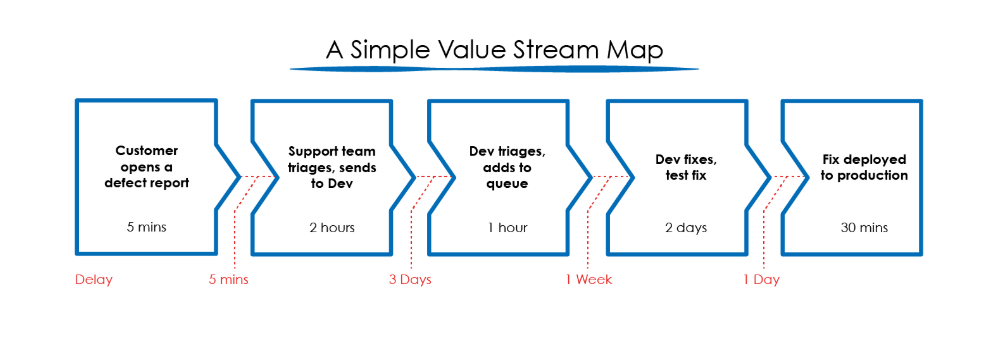 A Simple Value Stream Map
Customer
opens a
defect report
5 mins
Support team
triages, sends
to Dev
2 hours
Dev triages,
adds to
queue
1 hour
Dev fixes,
test fix
2 days
Fix deployed
to production
30 mins
Delay
5 mins
3 Days
1 Week
1 Day